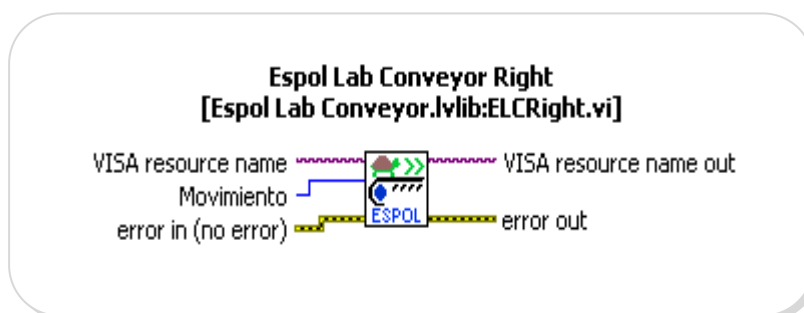 Espol Lab Conveyor Right
[Espol Lab Conveyor.lvlib:ELCRight.vi]
VISA resource name
VISA resource name out
Movimiento
error in (no error)
error out
ESPOL